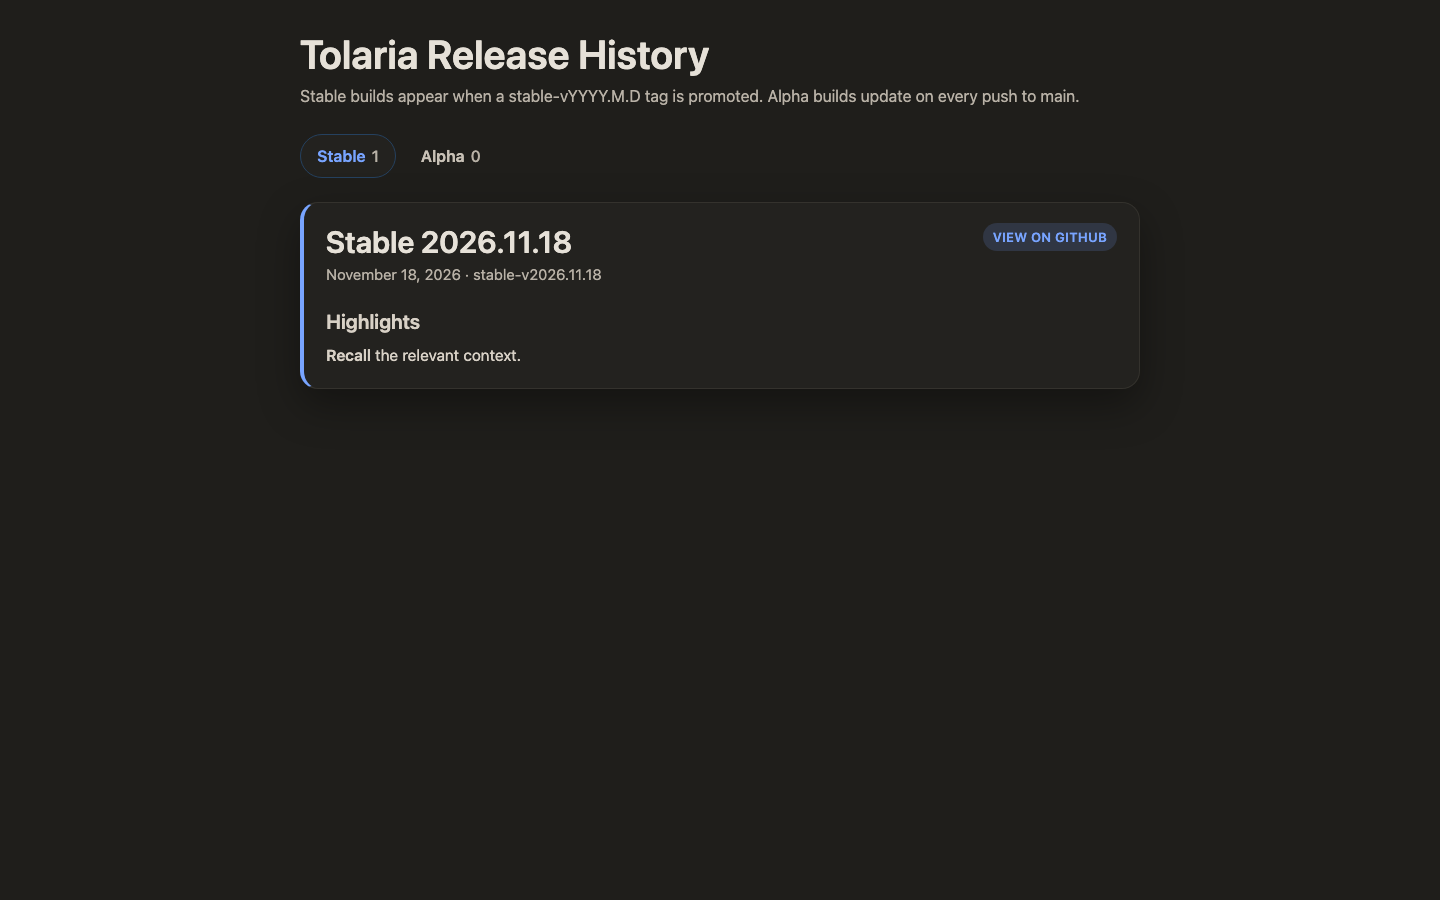 Tolaria Release History
Stable builds appear when a stable-vYYYY.M.D tag is promoted. Alpha builds update on every push to main.
Stable 1
Alpha 0
Stable 2026.11.18
VIEW ON GITHUB
November 18, 2026 · stable-v2026.11.18
Highlights
Recall the relevant context.